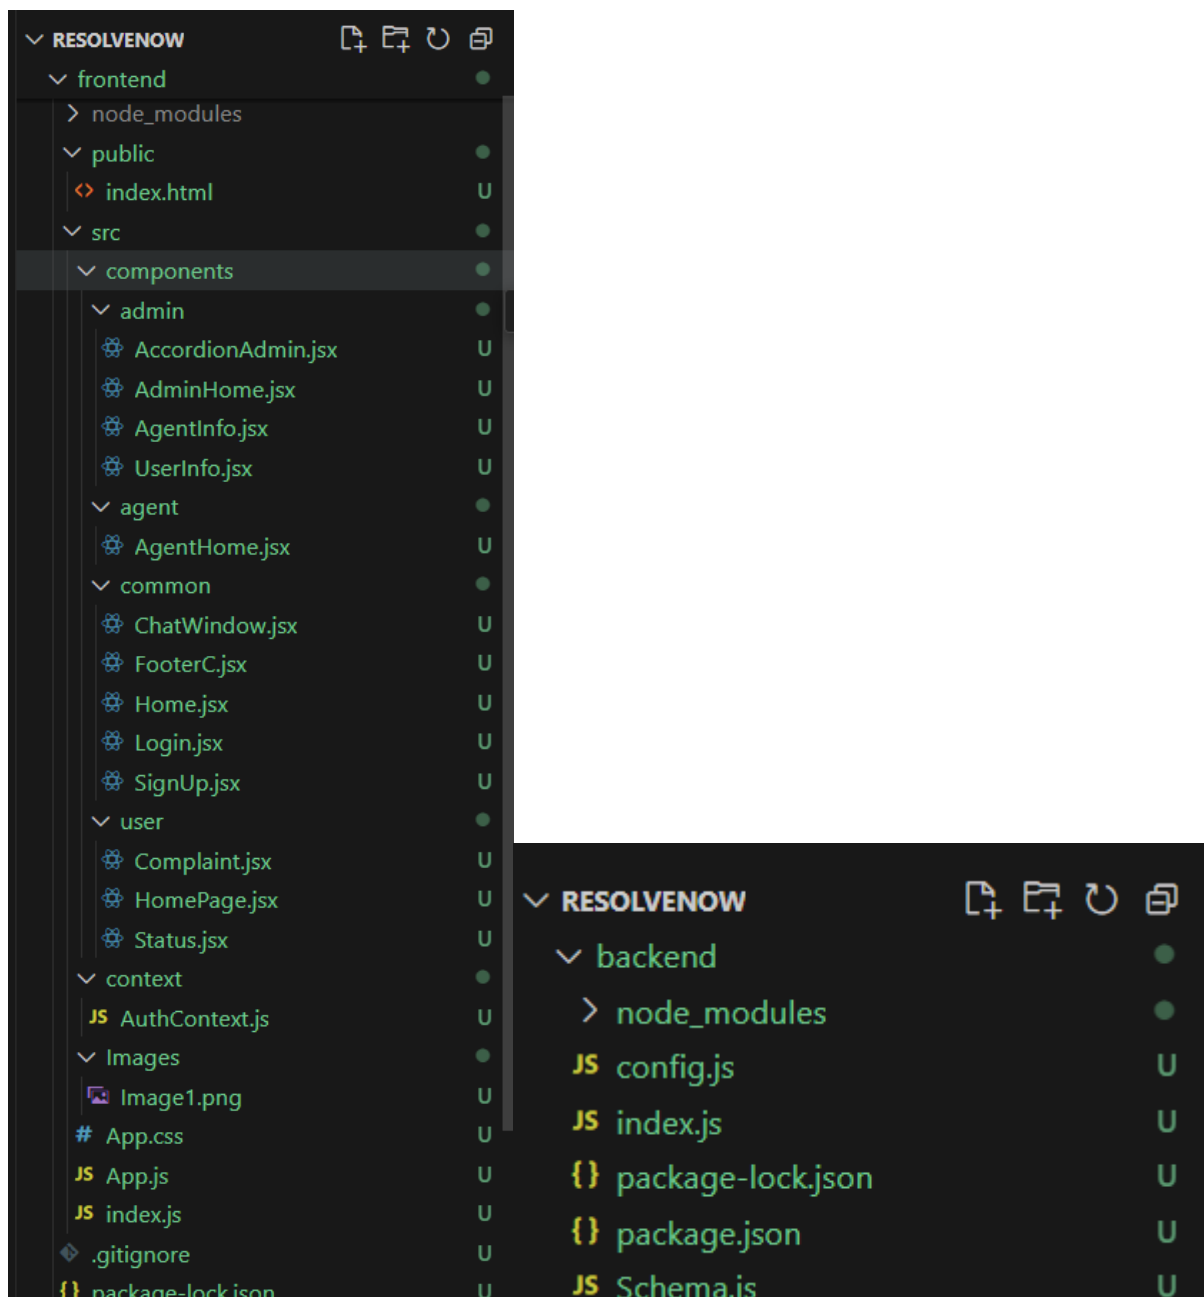 RESOLVENOW
frontend
node_modules
public
<> index.html U
src
components
admin
AccordionAdmin.jsx U
AdminHome.jsx U
AgentInfo.jsx U
UserInfo.jsx U
agent
AgentHome.jsx U
common
ChatWindow.jsx U
FooterC.jsx U
Home.jsx U
Login.jsx U
SignUp.jsx U
user
Complaint.jsx U
HomePage.jsx U
Status.jsx U
context
JS AuthContext.js U
Images
Image1.png U
# App.css U
JS App.js U
JS index.js U
.gitignore U
{} package-lock.json U
RESOLVENOW
backend
node_modules
JS config.js U
JS index.js U
{} package-lock.json U
{} package.json U
JS Schema.js U